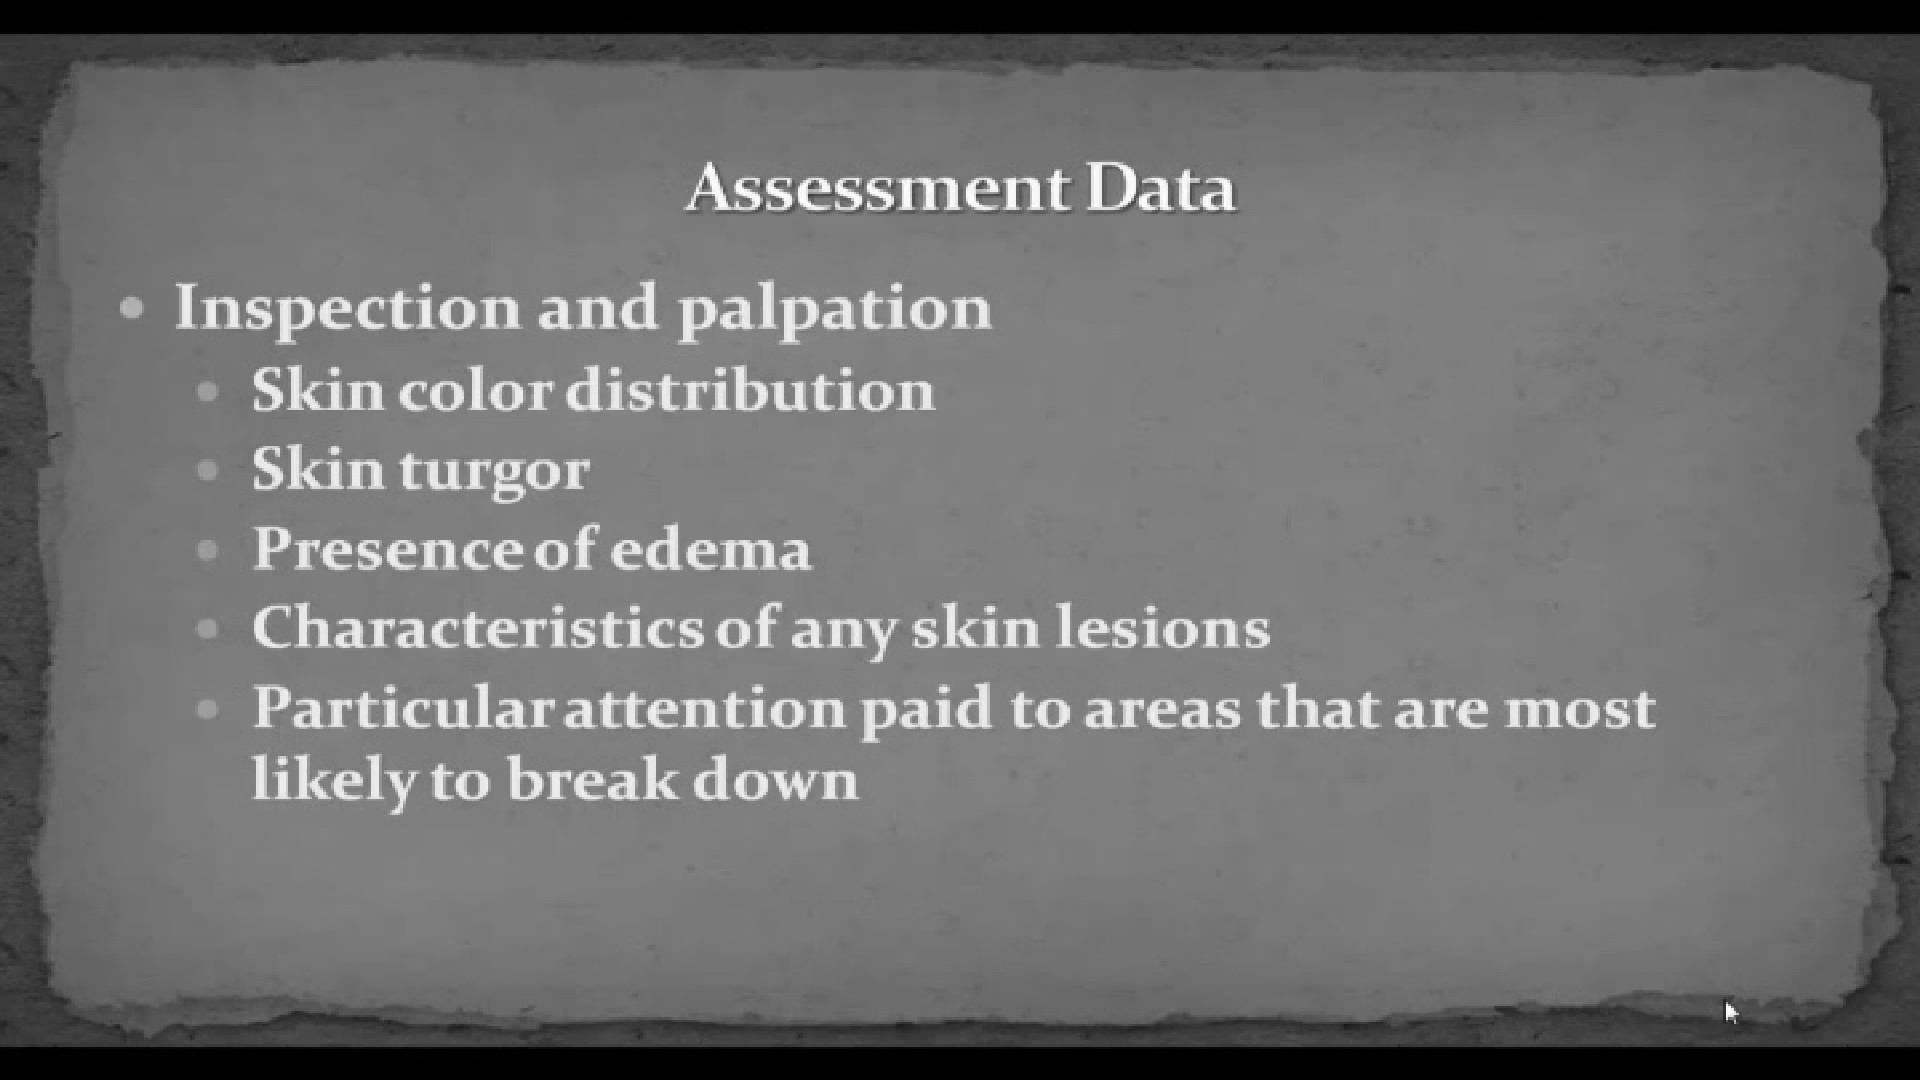 Assessment Data
Inspection and palpation
Skin color distribution
Skin turgor
Presence of edema
Characteristics of any skin lesions
Particular attention paid to areas that are most
likely to break down